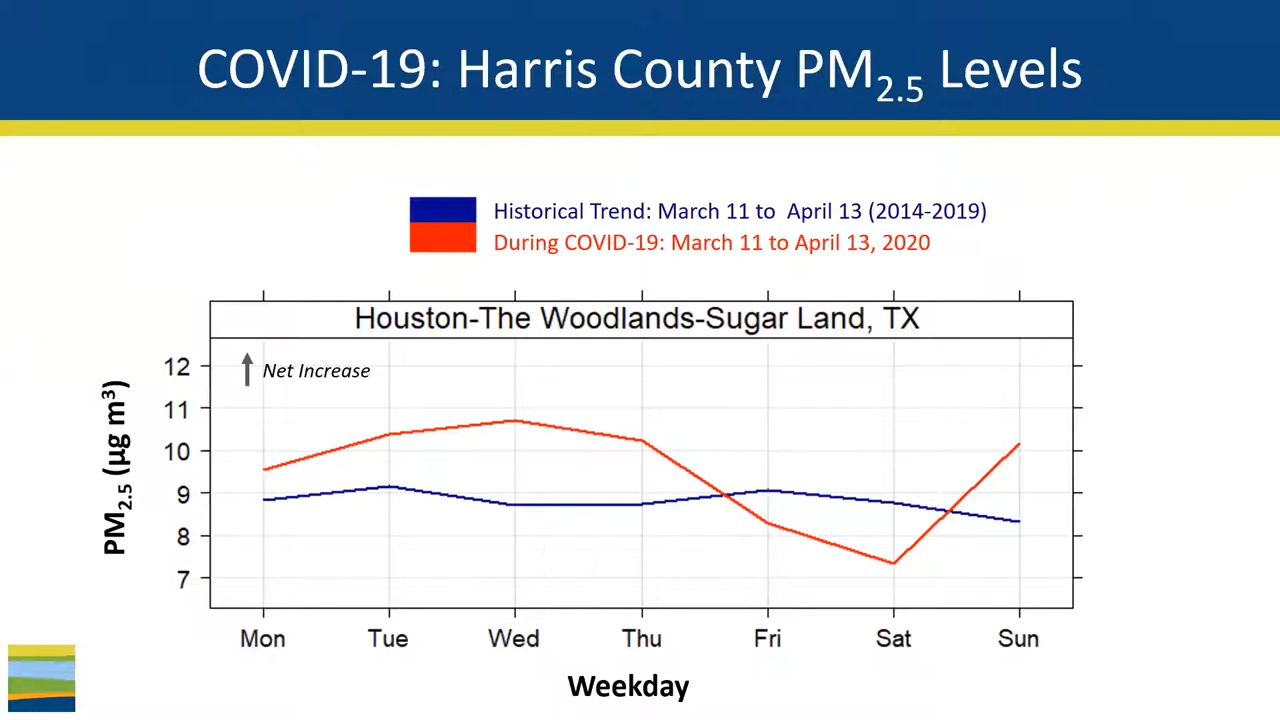 COVID-19: Harris County PM2.5 Levels
Historical Trend: March 11 to April 13 (2014-2019)
During COVID-19: March 11 to April 13, 2020
Houston-The Woodlands-Sugar Land, TX
Net Increase
12
11
10
9
8
7
PM2.5 (µg m³)
Mon Tue Wed Thu Fri Sat Sun
Weekday